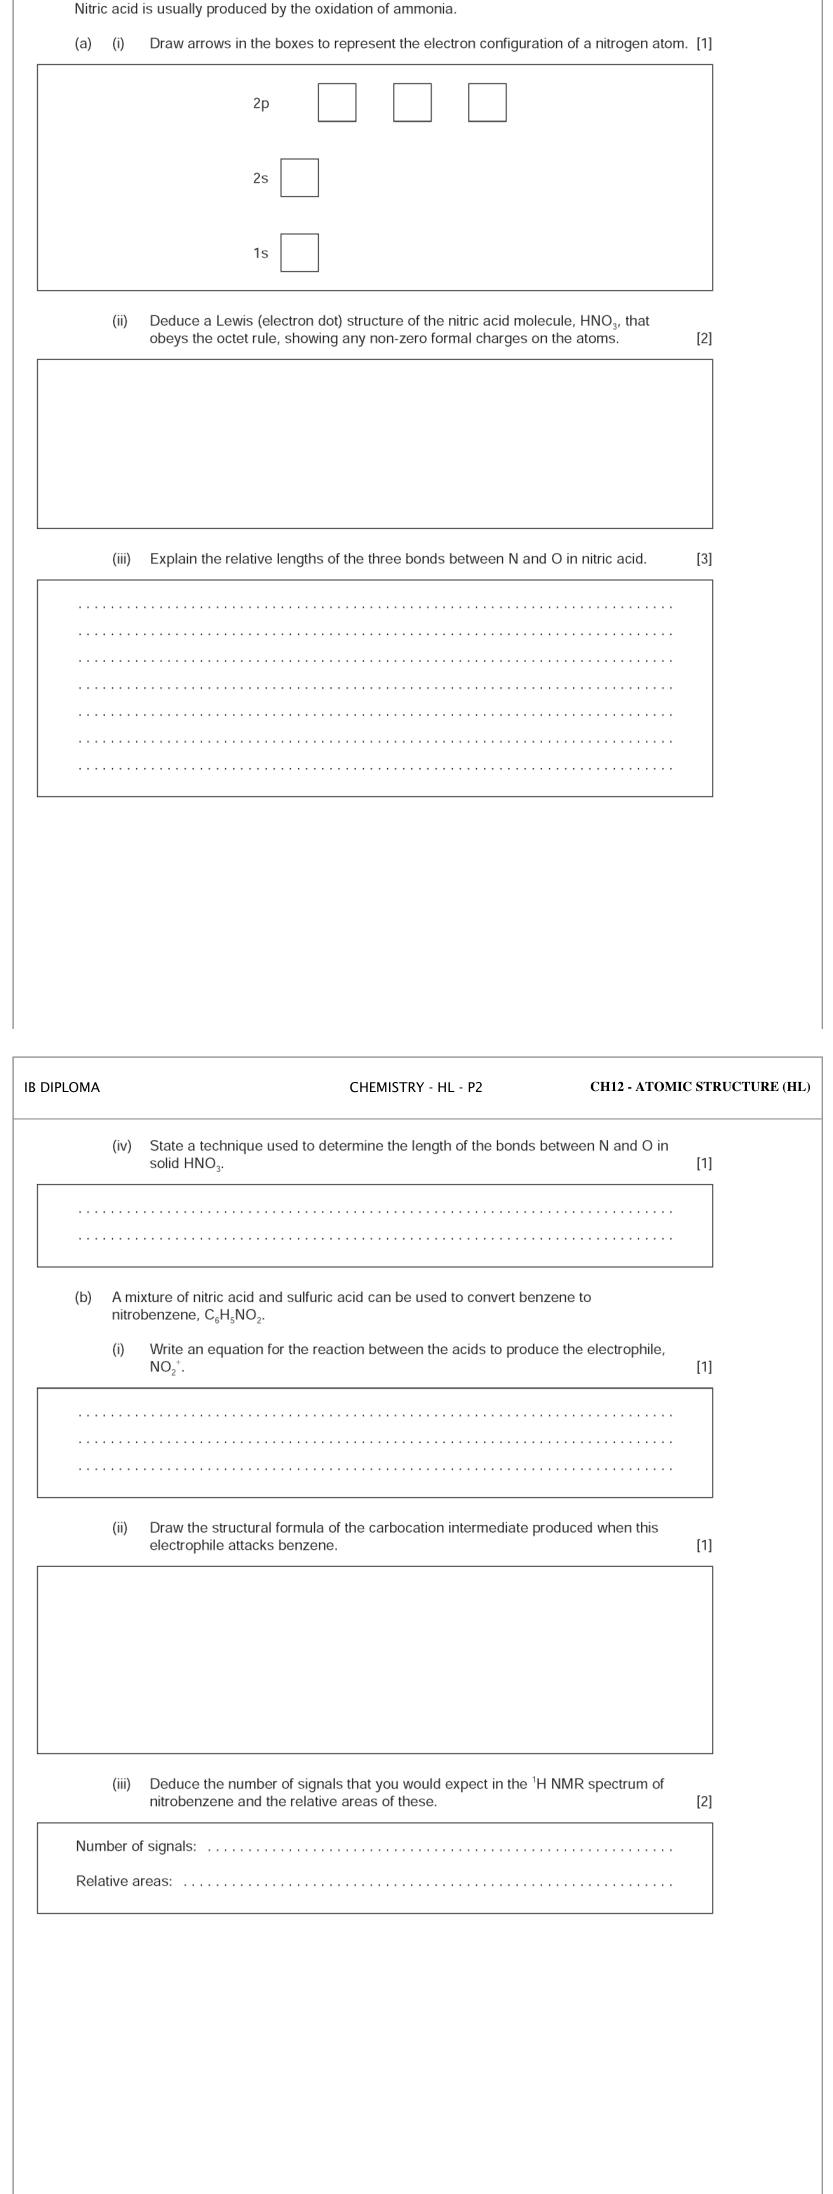 Nitric acid is usually produced by the oxidation of ammonia.
(a) (i) Draw arrows in the boxes to represent the electron configuration of a nitrogen atom. [1]
2p
2s
1s
(ii) Deduce a Lewis (electron dot) structure of the nitric acid molecule, HNO₃, that
obeys the octet rule, showing any non-zero formal charges on the atoms. [2]
(iii) Explain the relative lengths of the three bonds between N and O in nitric acid. [3]
IB DIPLOMA CHEMISTRY - HL - P2 CH12 - ATOMIC STRUCTURE (HL)
(iv) State a technique used to determine the length of the bonds between N and O in
solid HNO₃. [1]
(b) A mixture of nitric acid and sulfuric acid can be used to convert benzene to
nitrobenzene, C₆H₅NO₂.
(i) Write an equation for the reaction between the acids to produce the electrophile,
NO₂⁺. [1]
(ii) Draw the structural formula of the carbocation intermediate produced when this
electrophile attacks benzene. [1]
(iii) Deduce the number of signals that you would expect in the ¹H NMR spectrum of
nitrobenzene and the relative areas of these. [2]
Number of signals:
Relative areas: